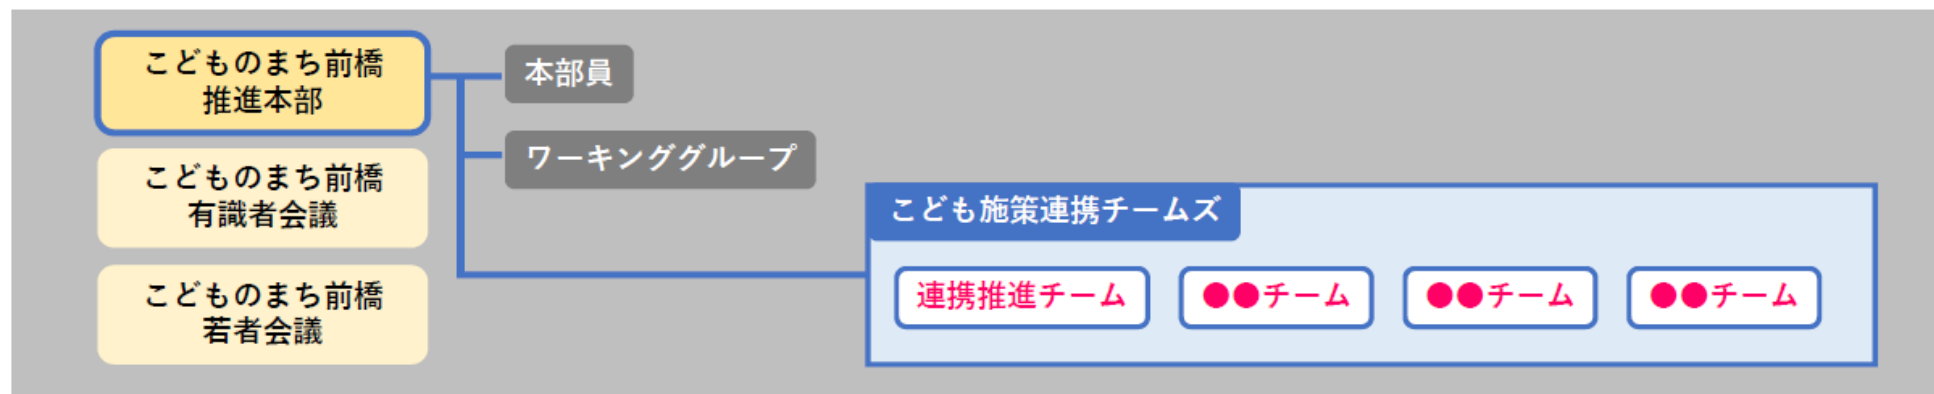 こどものまち前橋
推進本部
こどものまち前橋
有識者会議
こどものまち前橋
若者会議
本部員
ワーキンググループ
こども施策連携チームズ
連携推進チーム
●●チーム
●●チーム
●●チーム